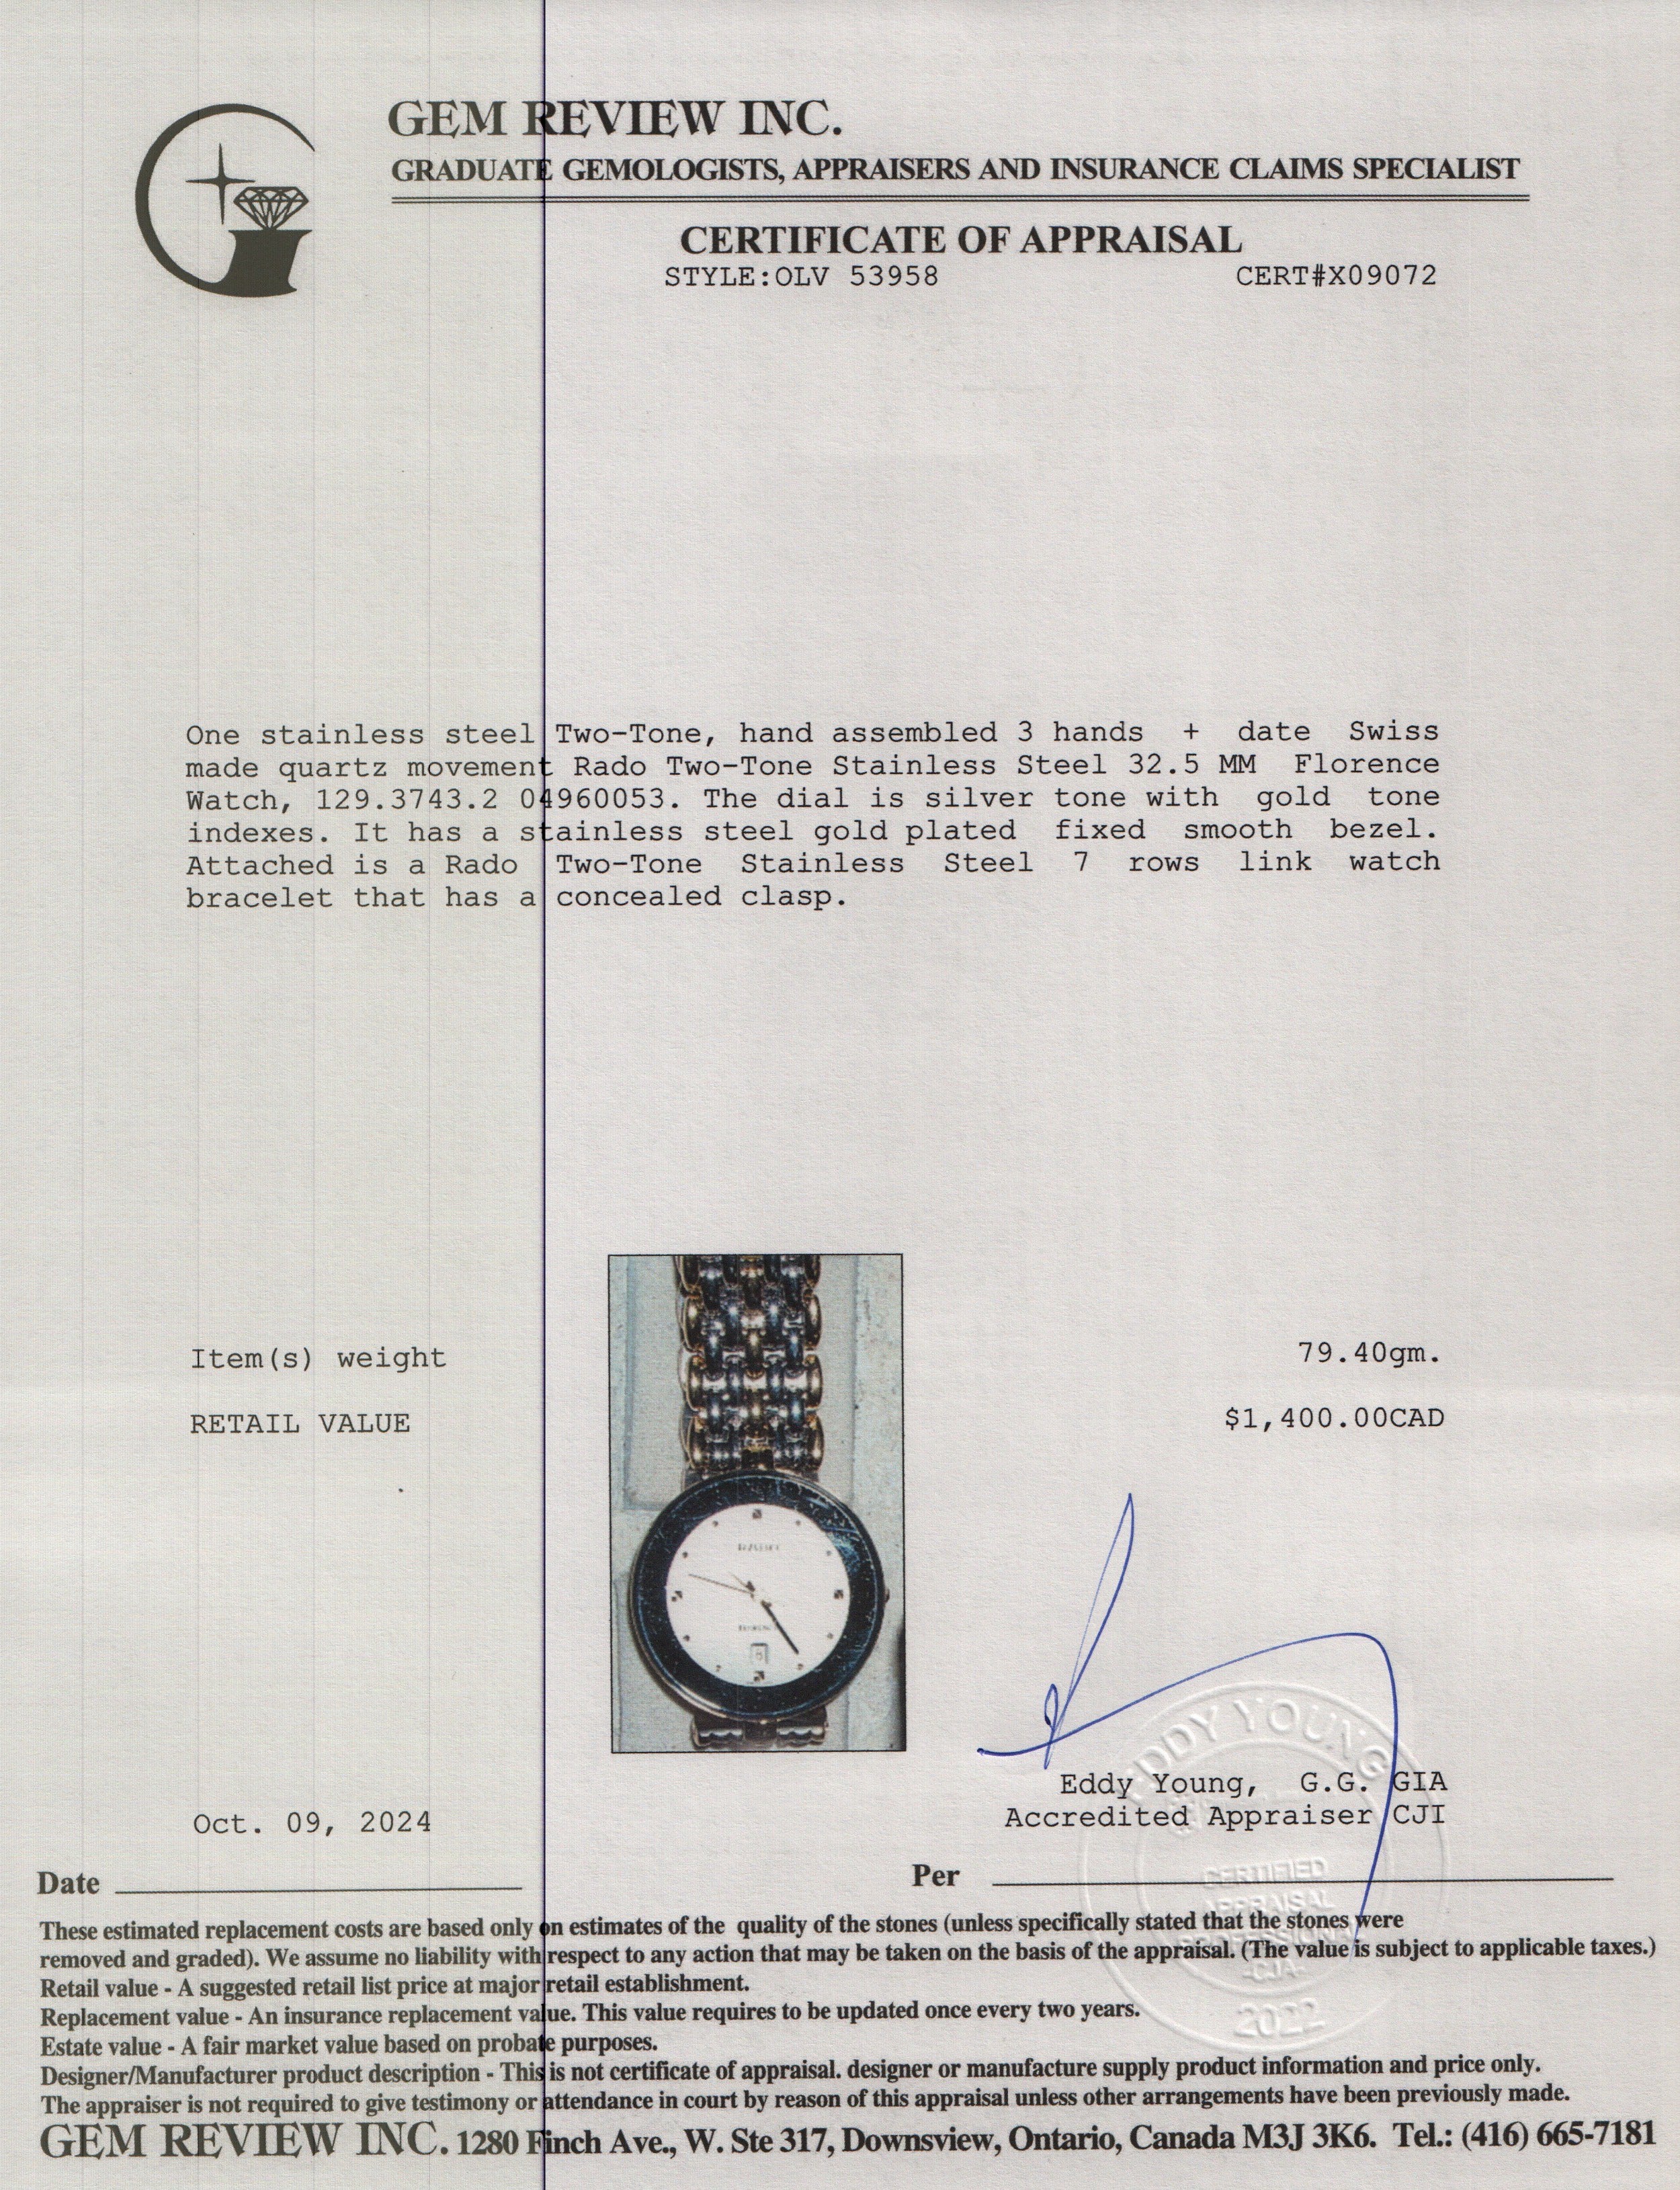 GEM REVIEW INC.
GRADUATE GEMOLOGISTS, APPRAISERS AND INSURANCE CLAIMS SPECIALIST
CERTIFICATE OF APPRAISAL
STYLE:OLV 53958 CERT#X09072
One stainless steel Two-Tone, hand assembled 3 hands + date Swiss
made quartz movement Rado Two-Tone Stainless Steel 32.5 MM Florence
Watch, 129.3743.2 04960053. The dial is silver tone with gold tone
indexes. It has a stainless steel gold plated fixed smooth bezel.
Attached is a Rado Two-Tone Stainless Steel 7 rows link watch
bracelet that has a concealed clasp.
Item(s) weight 79.40gm.
RETAIL VALUE $1,400.00CAD
EDDY YOUNG
Eddy Young, G.G. GIA
Accredited Appraiser CJI
Oct. 09, 2024
CERTIFIED
APPRAISAL
PROFESSIONAL
-CJA-
2022
Date
Per
These estimated replacement costs are based only on estimates of the quality of the stones (unless specifically stated that the stones were
removed and graded). We assume no liability with respect to any action that may be taken on the basis of the appraisal. (The value is subject to applicable taxes.)
Retail value - A suggested retail list price at major retail establishment.
Replacement value - An insurance replacement value. This value requires to be updated once every two years.
Estate value - A fair market value based on probate purposes.
Designer/Manufacturer product description - This is not certificate of appraisal. designer or manufacture supply product information and price only.
The appraiser is not required to give testimony or attendance in court by reason of this appraisal unless other arrangements have been previously made.
GEM REVIEW INC. 1280 Finch Ave., W. Ste 317, Downsview, Ontario, Canada M3J 3K6. Tel.: (416) 665-7181